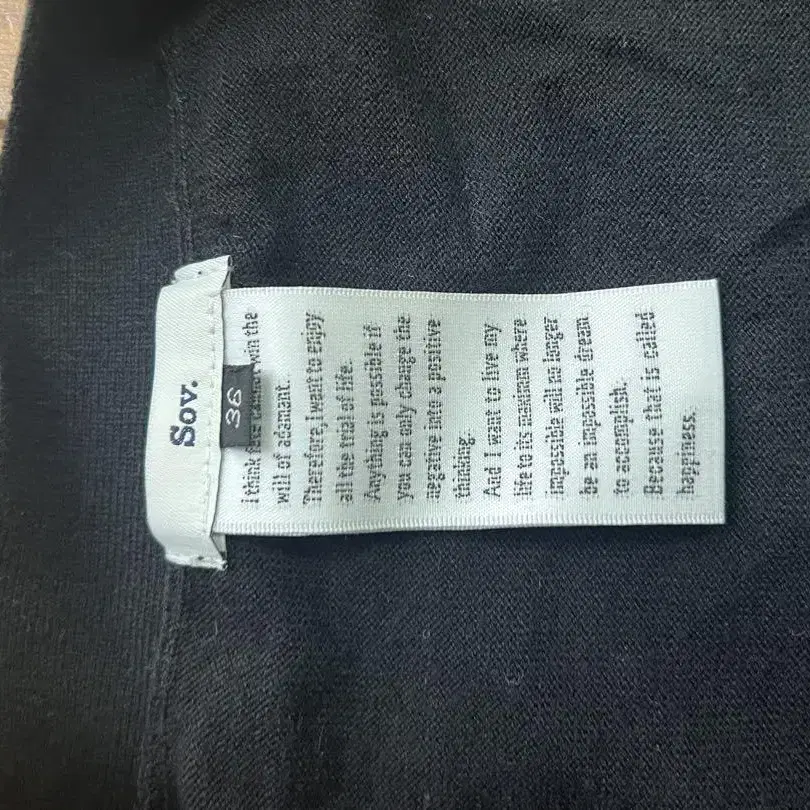 Sov.
36
I think fate cannot win the
will of adamant.
Therefore, I want to enjoy
all the trial of life.
Anything is possible if
you can only change the
negative into a positive
thinking.
And I want to live my
life to its maximum where
impossible will no longer
be an impossible dream
to accomplish.
Because that is called
happiness.